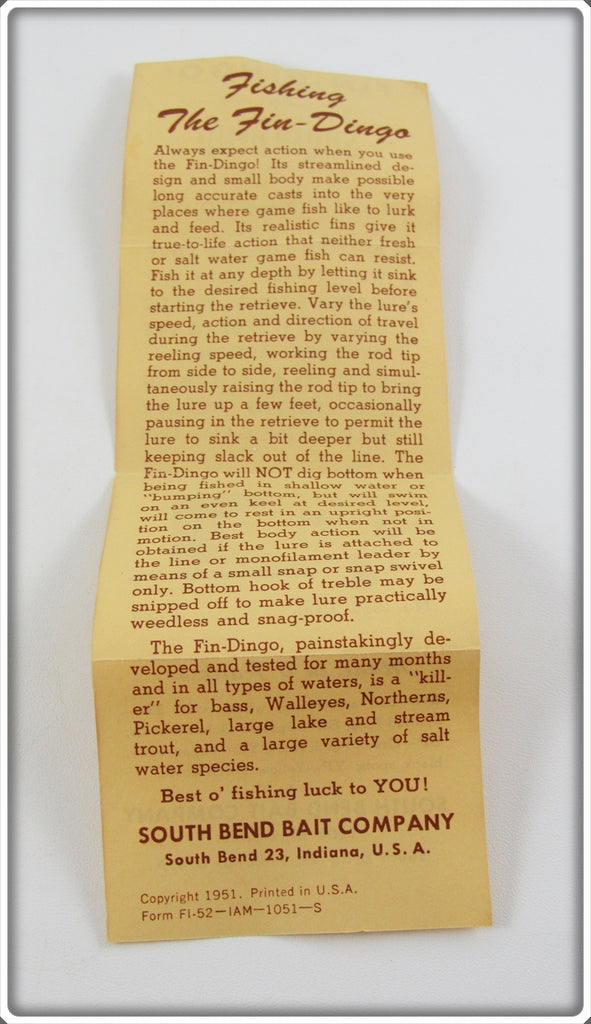 Fishing
The Fin-Dingo
Always expect action when you use
the Fin-Dingo! Its streamlined de-
sign and small body make possible
long accurate casts into the very
places where game fish like to lurk
and feed. Its realistic fins give it
true-to-life action that neither fresh
or salt water game fish can resist.
Fish it at any depth by letting it sink
to the desired fishing level before
starting the retrieve. Vary the lure's
speed, action and direction of travel
during the retrieve by varying the
reeling speed, working the rod tip
from side to side, reeling and simul-
taneously raising the rod tip to bring
the lure up a few feet, occasionally
pausing in the retrieve to permit the
lure to sink a bit deeper but still
keeping slack out of the line. The
Fin-Dingo will NOT dig bottom when
being fished in shallow water or
"bumping" bottom, but will swim
on an even keel at desired level,
will come to rest in an upright posi-
tion on the bottom when not in
motion. Best body action will be
obtained if the lure is attached to
the line or monofilament leader by
means of a small snap or snap swivel
only. Bottom hook of treble may be
snipped off to make lure practically
weedless and snag-proof.
The Fin-Dingo, painstakingly de-
veloped and tested for many months
and in all types of waters, is a "kill-
er" for bass, Walleyes, Northerns,
Pickerel, large lake and stream
trout, and a large variety of salt
water species.
Best o' fishing luck to YOU!
SOUTH BEND BAIT COMPANY
South Bend 23, Indiana, U. S. A.
Copyright 1951. Printed in U.S.A.
Form FI-52—IAM—1051—S